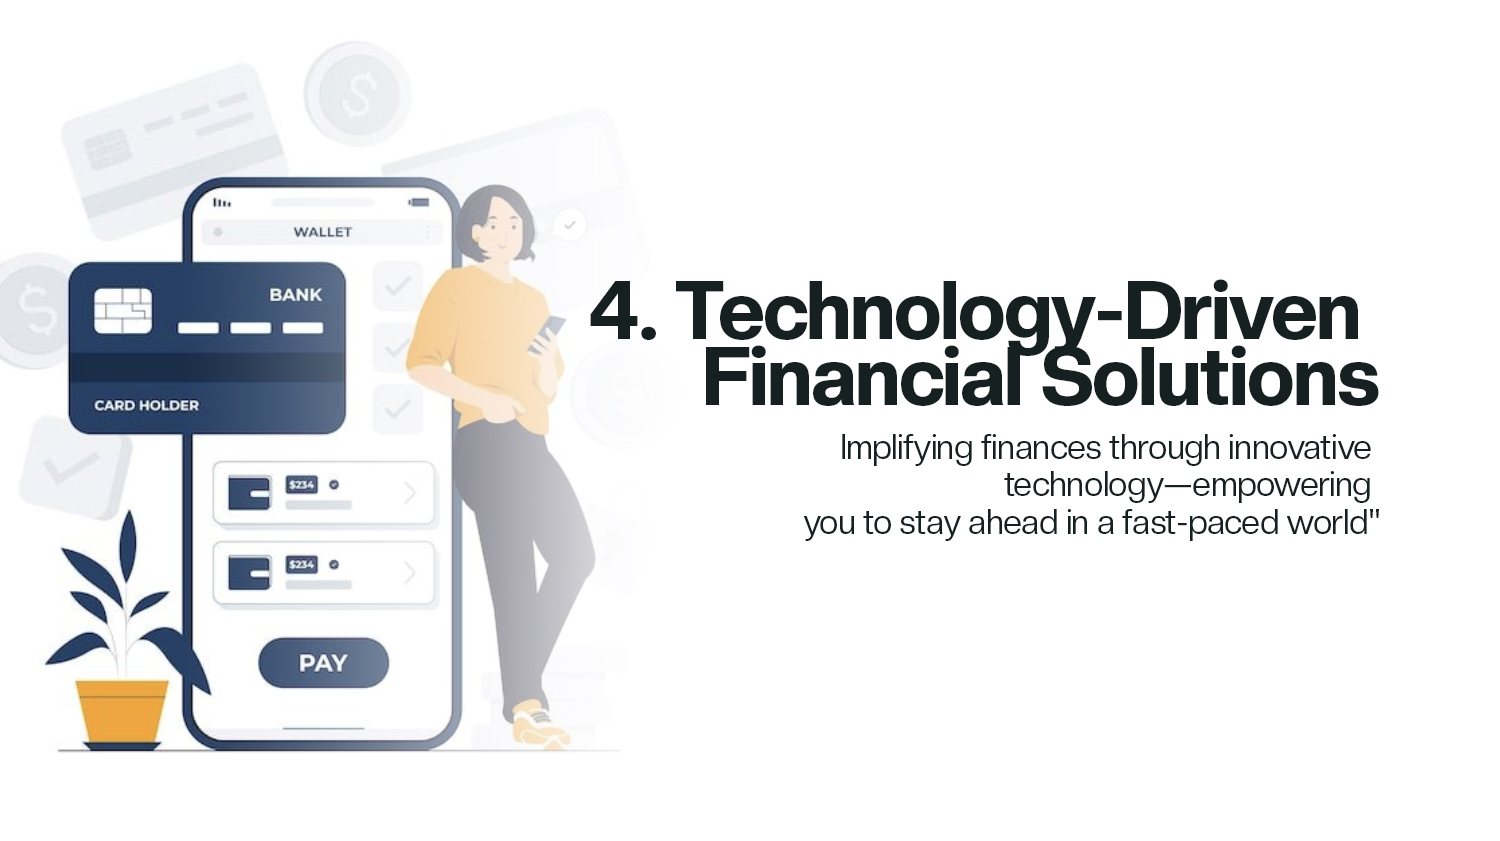 WALLET
BANK
CARD HOLDER
$234
$234
PAY
4. Technology-Driven
Financial Solutions
Implifying finances through innovative
technology—empowering
you to stay ahead in a fast-paced world"